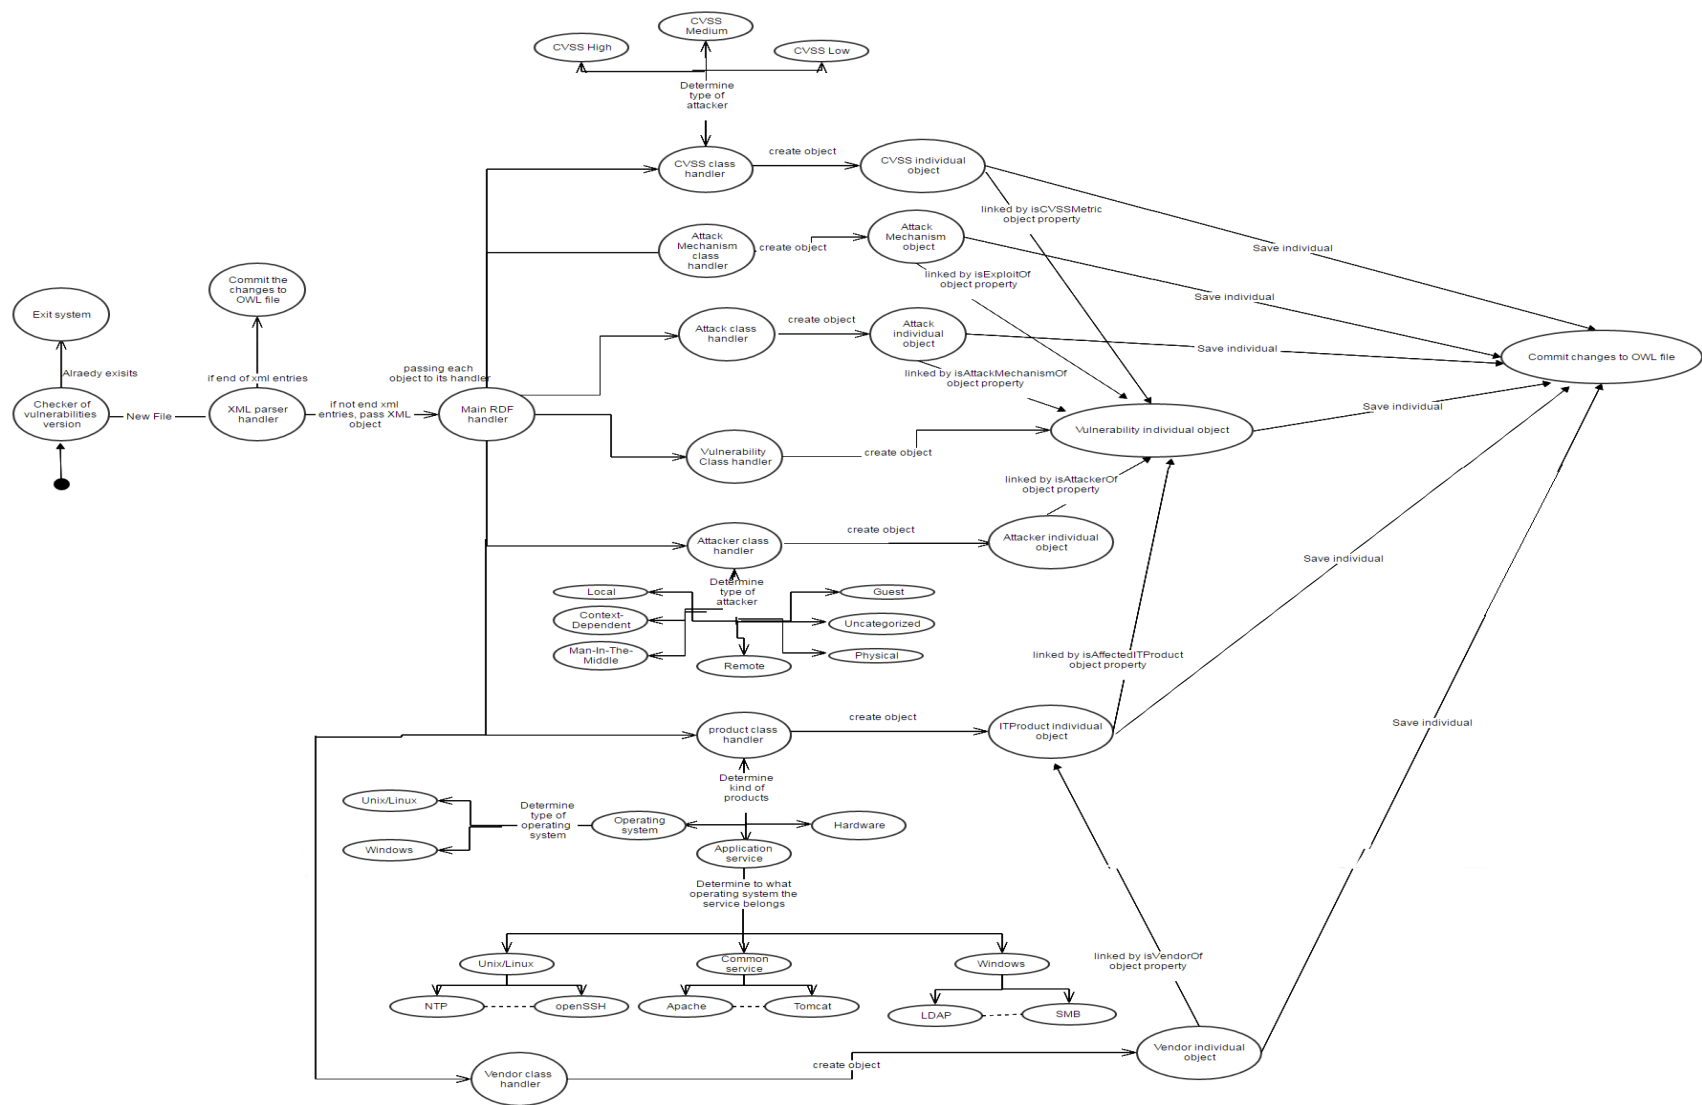 CVSS
Medium
CVSS High
CVSS Low
Determine
type of
attacker
CVSS class
handler
create object
CVSS individual
object
linked by isCVSSMetric
object property
Save individual
Attack
Mechanism
class
handler
create object
Attack
Mechanism
object
linked by isExploitOf
object property
Save individual
Commit the
changes to
OWL file
Exit system
Alraedy exisits
if end of xml entries
passing each
object to its handler
Attack class
handler
create object
Attack
individual
object
linked by isAttackMechanismOf
object property
Save individual
Commit changes to OWL file
Checker of
vulnerabilities
version
New File
XML parser
handler
if not end xml
entries, pass XML
object
Main RDF
handler
Vulnerability
Class handler
create object
Vulnerability individual object
Save individual
linked by isAttackerOf
object property
Attacker class
handler
create object
Attacker individual
object
Save individual
Determine
type of
attacker
Local
Context-
Dependent
Man-In-The-
Middle
Remote
Guest
Uncategorized
Physical
linked by isAffectedITProduct
object property
product class
handler
create object
ITProduct individual
object
Save individual
Determine
kind of
products
Unix/Linux
Windows
Determine
type of
operating
system
Operating
system
Hardware
Application
service
Determine to what
operating system the
service belongs
Unix/Linux
Common
service
Windows
NTP
openSSH
Apache
Tomcat
LDAP
SMB
linked by isVendorOf
object property
Vendor class
handler
create object
Vendor individual
object